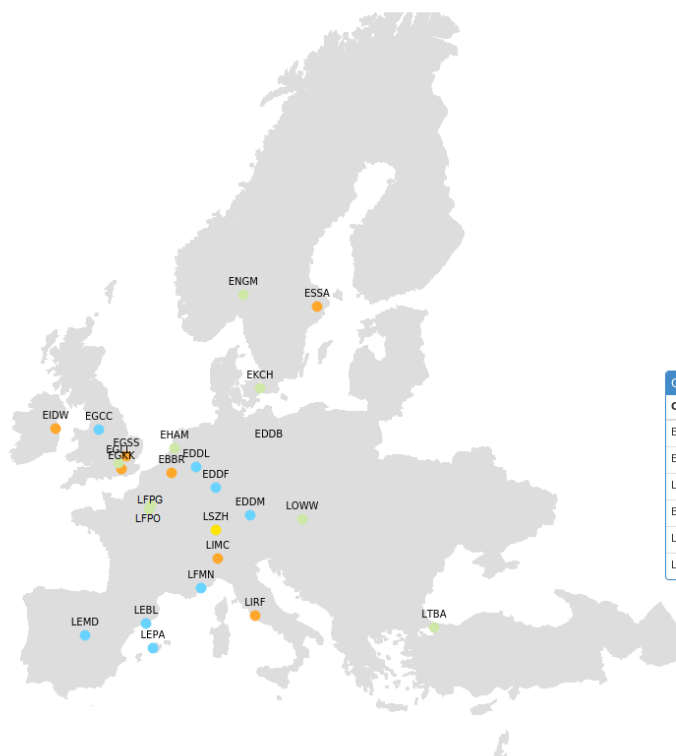 ENGM
ESSA
EKCH
EIDW
EGCC
EHAM
EDDB
EGSS
EGLL
EGKK
EBBR
EDDL
EDDF
LFPG
LFPO
EDDM
LOWW
LSZH
LIMC
LFMN
LIRF
LEBL
LEMD
LEPA
LTBA